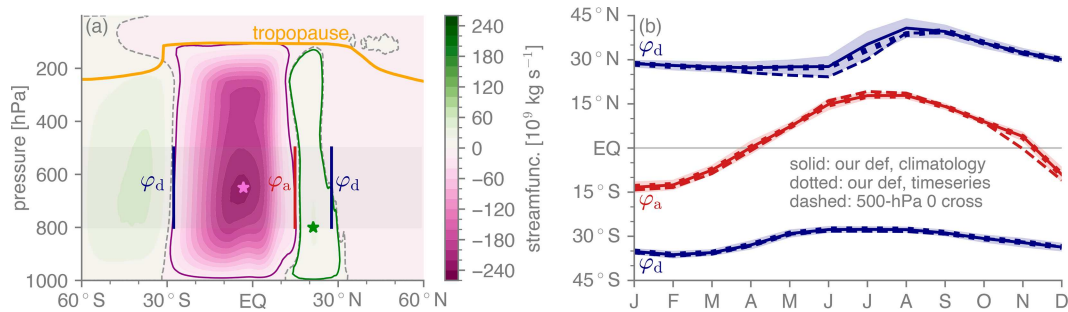 (a)
tropopause
200
400
600
800
1000
pressure [hPa]
φd
φa
φd
60°S
30°S
EQ
30°N
60°N
240
180
120
60
0
−60
−120
−180
−240
streamfunc. [10⁹ kg s⁻¹]
(b)
45°N
30°N
15°N
EQ
15°S
30°S
45°S
φd
φa
φd
solid: our def, climatology
dotted: our def, timeseries
dashed: 500-hPa 0 cross
J F M A M J J A S O N D